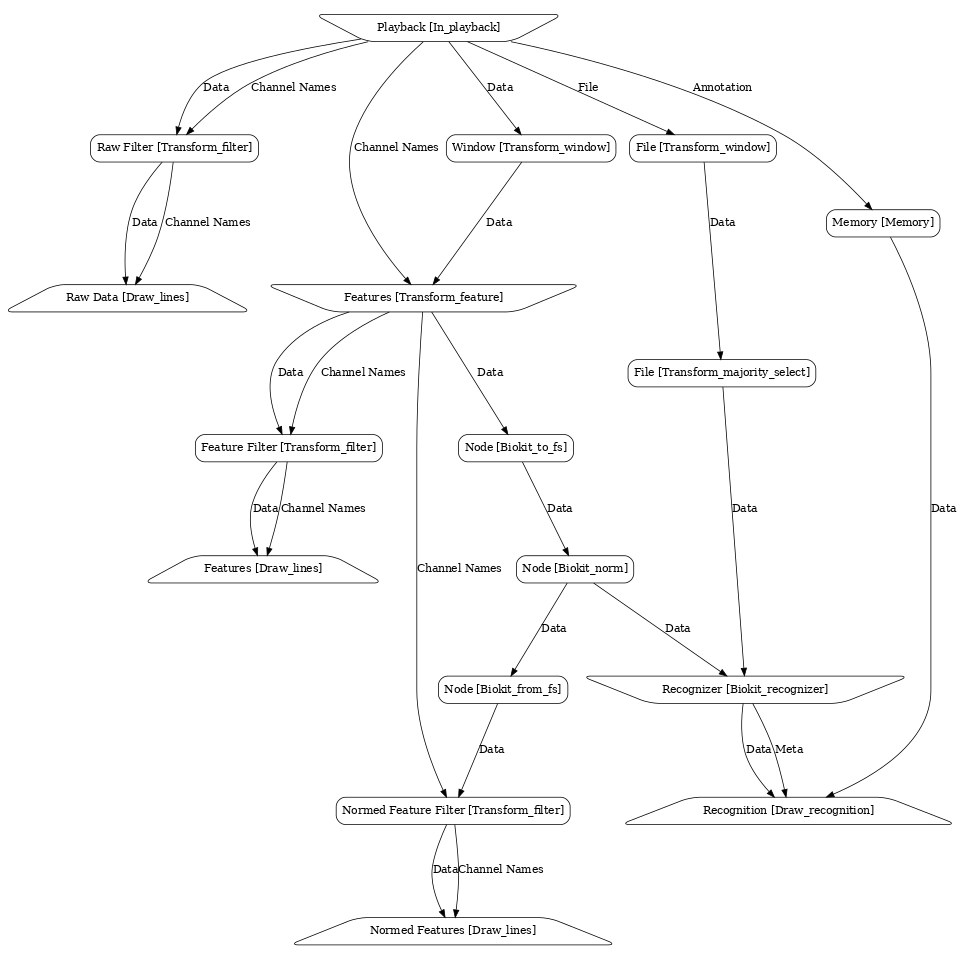 Playback [In_playback]
Data
Channel Names
Data
File
Annotation
Channel Names
Raw Filter [Transform_filter]
Window [Transform_window]
File [Transform_window]
Data
Channel Names
Data
Data
Memory [Memory]
Raw Data [Draw_lines]
Features [Transform_feature]
Data
Channel Names
Data
File [Transform_majority_select]
Feature Filter [Transform_filter]
Node [Biokit_to_fs]
Data
Channel Names
Data
Data
Data
Features [Draw_lines]
Node [Biokit_norm]
Channel Names
Data
Data
Node [Biokit_from_fs]
Recognizer [Biokit_recognizer]
Data
Data
Meta
Normed Feature Filter [Transform_filter]
Recognition [Draw_recognition]
Data
Channel Names
Normed Features [Draw_lines]